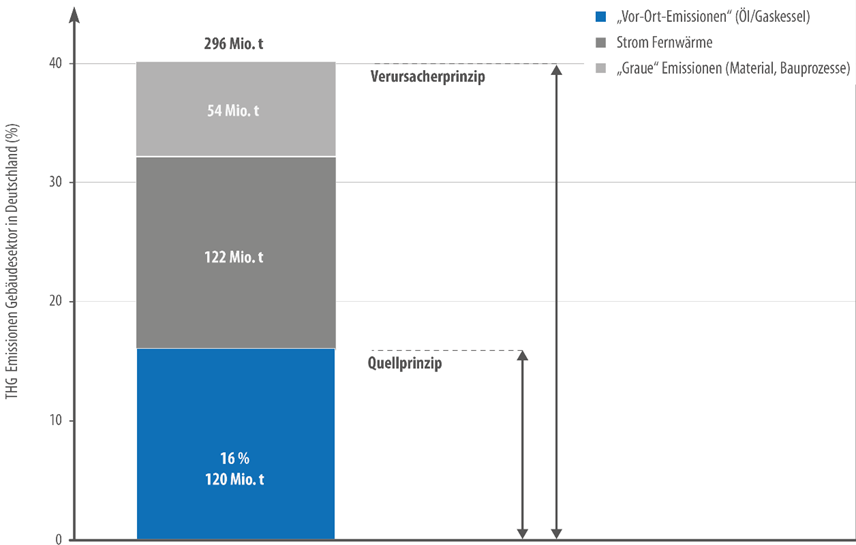 „Vor-Ort-Emissionen“ (Öl/Gaskessel)
Strom Fernwärme
„Graue“ Emissionen (Material, Bauprozesse)
THG Emissionen Gebäudesektor in Deutschland (%)
40
30
20
10
0
296 Mio. t
54 Mio. t
122 Mio. t
16 %
120 Mio. t
Verursacherprinzip
Quellprinzip